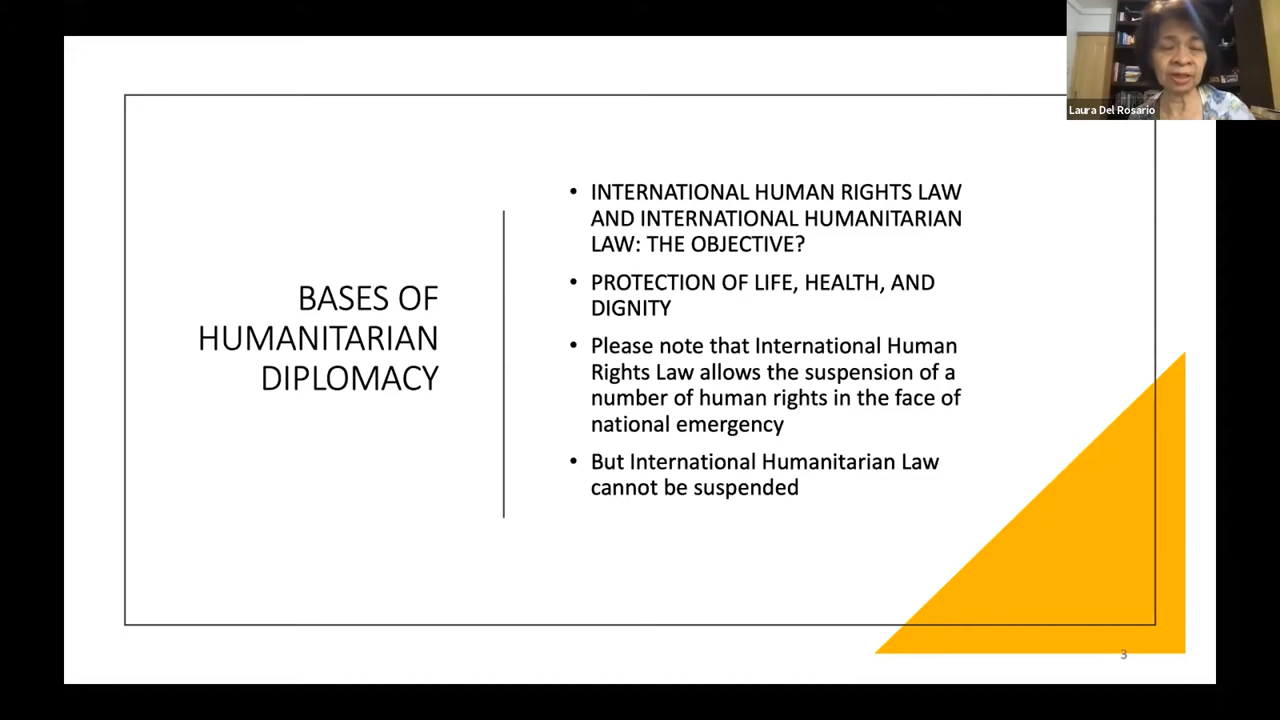 Laura Del Rosario
BASES OF
HUMANITARIAN
DIPLOMACY
• INTERNATIONAL HUMAN RIGHTS LAW
AND INTERNATIONAL HUMANITARIAN
LAW: THE OBJECTIVE?
• PROTECTION OF LIFE, HEALTH, AND
DIGNITY
• Please note that International Human
Rights Law allows the suspension of a
number of human rights in the face of
national emergency
• But International Humanitarian Law
cannot be suspended
3